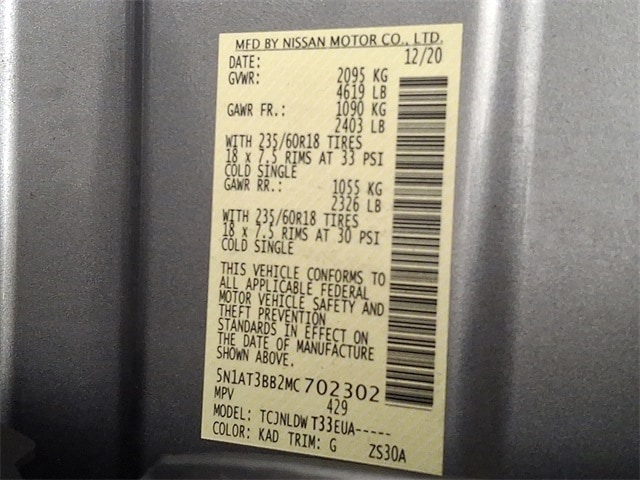 MFD BY NISSAN MOTOR CO., LTD.
DATE: 12/20
GVWR: 2095 KG
4619 LB
GAWR FR.: 1090 KG
2403 LB
WITH 235/60R18 TIRES
18 x 7.5 RIMS AT 33 PSI
COLD SINGLE
GAWR RR.: 1055 KG
2326 LB
WITH 235/60R18 TIRES
18 x 7.5 RIMS AT 30 PSI
COLD SINGLE
THIS VEHICLE CONFORMS TO
ALL APPLICABLE FEDERAL
MOTOR VEHICLE SAFETY AND
THEFT PREVENTION
STANDARDS IN EFFECT ON
THE DATE OF MANUFACTURE
SHOWN ABOVE.
5N1AT3BB2MC702302
MPV 429
MODEL: TCJNLDWT33EUA-----
COLOR: KAD TRIM: G ZS30A